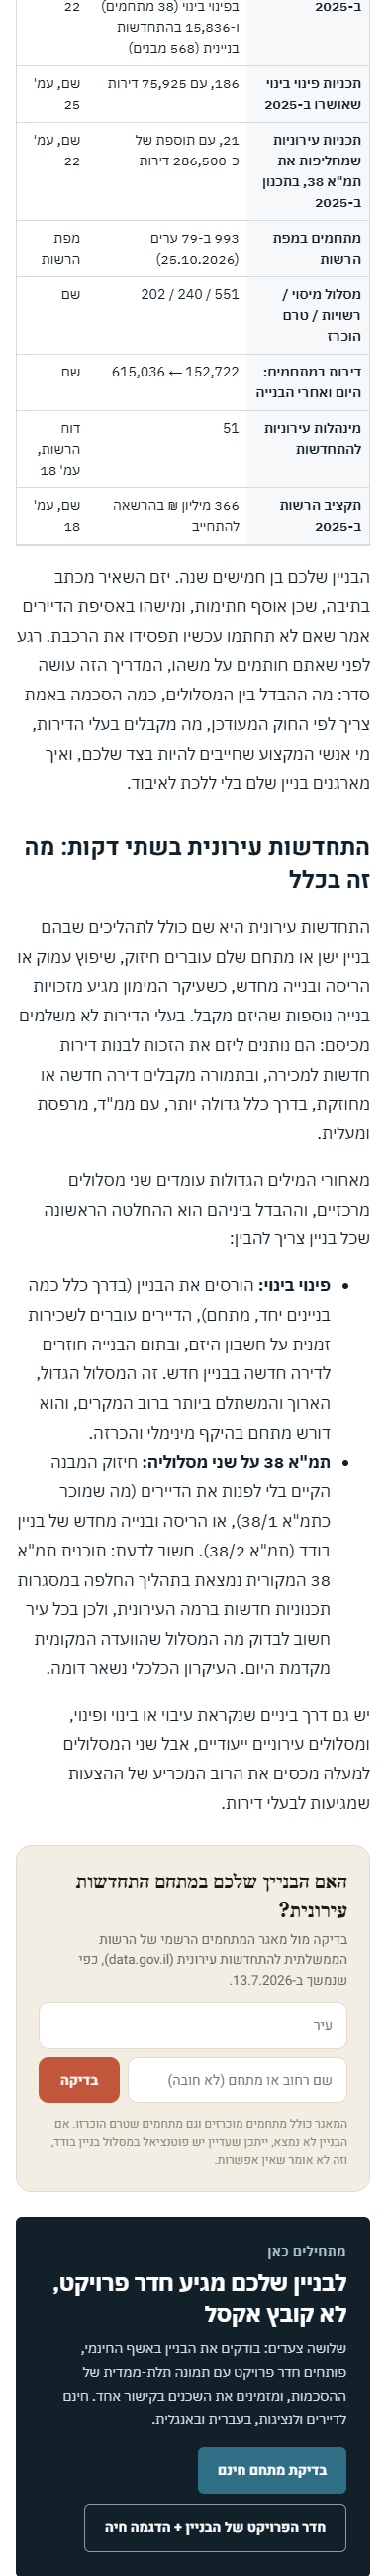 ב-2025
בפינוי בינוי (38 מתחמים)
22
ו-15,836 בהתחדשות
בניינית (568 מבנים)
תכניות פינוי בינוי
186, עם 75,925 דירות
שם, עמ'
שאושרו ב-2025
25
תכניות עירוניות
21, עם תוספת של
שם, עמ'
שמחליפות את
כ-286,500 דירות
22
תמ"א 38, בתכנון
ב-2025
מתחמים במפת
993 ב-79 ערים
מפת
הרשות
(25.10.2026)
הרשות
מסלול מיסוי /
551 / 240 / 202
שם
רשויות / טרם
הוכרז
דירות במתחמים:
152,722 ← 615,036
שם
היום ואחרי הבנייה
מינהלות עירוניות
51
דוח
להתחדשות
הרשות,
עמ' 18
תקציב הרשות
366 מיליון ₪ בהרשאה
שם, עמ'
ב-2025
להתחייב
18
הבניין שלכם בן חמישים שנה. יזם השאיר מכתב
בתיבה, שכן אוסף חתימות, ומישהו באסיפת הדיירים
אמר שאם לא תחתמו עכשיו תפסידו את הרכבת. רגע
לפני שאתם חותמים על משהו, המדריך הזה עושה
סדר: מה ההבדל בין המסלולים, כמה הסכמה באמת
צריך לפי החוק המעודכן, מה מקבלים בעלי הדירות,
מי אנשי המקצוע שחייבים להיות בצד שלכם, ואיך
מארגנים בניין שלם בלי ללכת לאיבוד.
התחדשות עירונית בשתי דקות: מה
זה בכלל
התחדשות עירונית היא שם כולל לתהליכים שבהם
בניין ישן או מתחם שלם עוברים חיזוק, שיפוץ עמוק או
הריסה ובנייה מחדש, כשעיקר המימון מגיע מזכויות
בנייה נוספות שהיזם מקבל. בעלי הדירות לא משלמים
מכיסם: הם נותנים ליזם את הזכות לבנות דירות
חדשות למכירה, ובתמורה מקבלים דירה חדשה או
מחוזקת, בדרך כלל גדולה יותר, עם ממ"ד, מרפסת
ומעלית.
מאחורי המילים הגדולות עומדים שני מסלולים
מרכזיים, וההבדל ביניהם הוא ההחלטה הראשונה
שכל בניין צריך להבין:
• פינוי בינוי: הורסים את הבניין (בדרך כלל כמה
בניינים יחד, מתחם), הדיירים עוברים לשכירות
זמנית על חשבון היזם, ובתום הבנייה חוזרים
לדירה חדשה בבניין חדש. זה המסלול הגדול,
הארוך והמשתלם ביותר ברוב המקרים, והוא
דורש מתחם בהיקף מינימלי והכרזה.
• תמ"א 38 על שני מסלוליה: חיזוק המבנה
הקיים בלי לפנות את הדיירים (מה שמוכר
כתמ"א 38/1), או הריסה ובנייה מחדש של בניין
בודד (תמ"א 38/2). חשוב לדעת: תוכנית תמ"א
38 המקורית נמצאת בתהליך החלפה במסגרות
תכנוניות חדשות ברמה העירונית, ולכן בכל עיר
חשוב לבדוק מה המסלול שהוועדה המקומית
מקדמת היום. העיקרון הכלכלי נשאר דומה.
יש גם דרך ביניים שנקראת עיבוי או בינוי ופינוי,
ומסלולים עירוניים ייעודיים, אבל שני המסלולים
למעלה מכסים את הרוב המכריע של ההצעות
שמגיעות לבעלי דירות.
האם הבניין שלכם במתחם התחדשות
עירונית?
בדיקה מול מאגר המתחמים הרשמי של הרשות
הממשלתית להתחדשות עירונית (data.gov.il), כפי
שנמשך ב-13.7.2026.
עיר
שם רחוב או מתחם (לא חובה)
בדיקה
המאגר כולל מתחמים מוכרזים וגם מתחמים שטרם הוכרזו. אם
הבניין לא נמצא, ייתכן שעדיין יש פוטנציאל במסלול בניין בודד,
וזה לא אומר שאין אפשרות.
מתחילים כאן
לבניין שלכם מגיע חדר פרויקט,
לא קובץ אקסל
שלושה צעדים: בודקים את הבניין באשף החינמי,
פותחים חדר פרויקט עם תמונה תלת-ממדית של
ההסכמות, ומזמינים את השכנים בקישור אחד. חינם
לדיירים ולנציגות, בעברית ובאנגלית.
בדיקת מתחם חינם
חדר הפרויקט של הבניין + הדגמה חיה